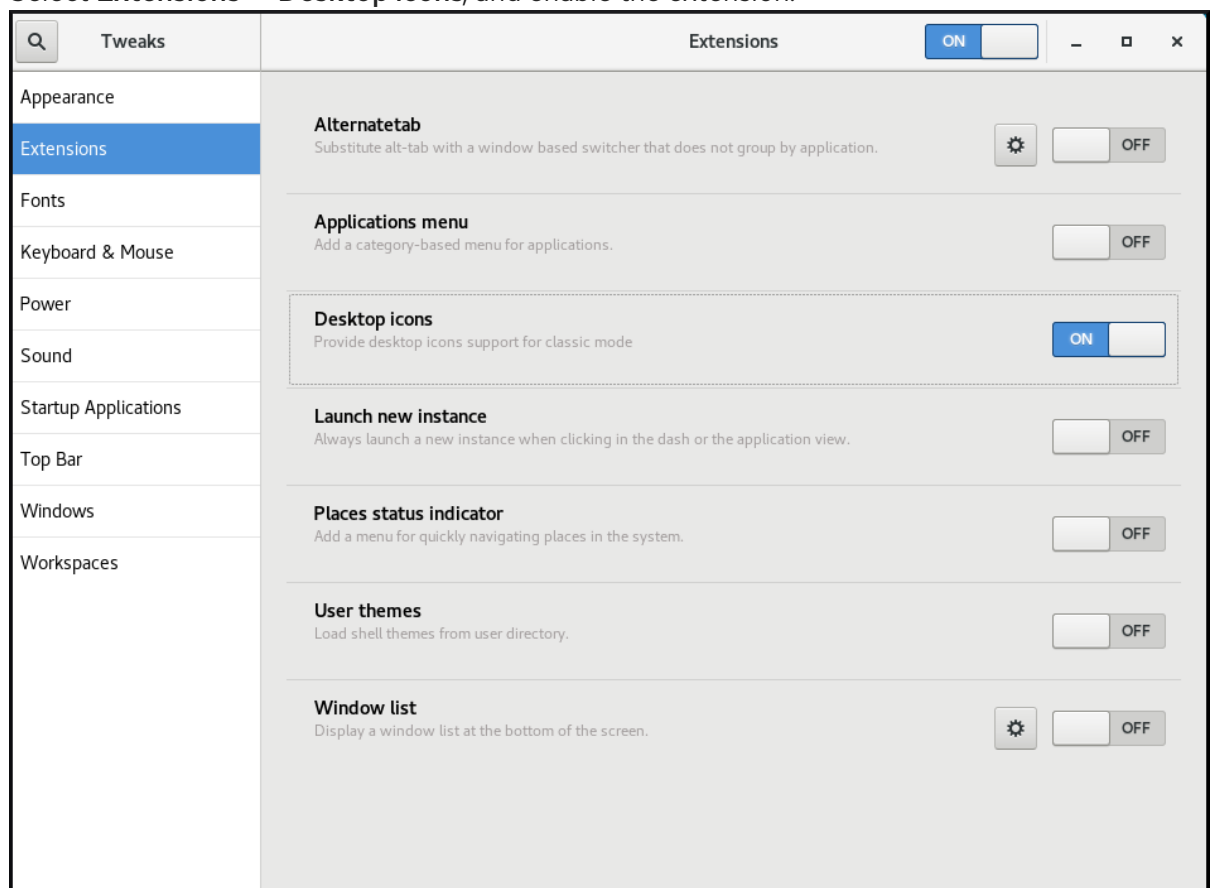 Tweaks
Extensions
ON
Appearance
Extensions
Fonts
Keyboard & Mouse
Power
Sound
Startup Applications
Top Bar
Windows
Workspaces
Alternatetab
Substitute alt-tab with a window based switcher that does not group by application.
OFF
Applications menu
Add a category-based menu for applications.
OFF
Desktop icons
Provide desktop icons support for classic mode
ON
Launch new instance
Always launch a new instance when clicking in the dash or the application view.
OFF
Places status indicator
Add a menu for quickly navigating places in the system.
OFF
User themes
Load shell themes from user directory.
OFF
Window list
Display a window list at the bottom of the screen.
OFF